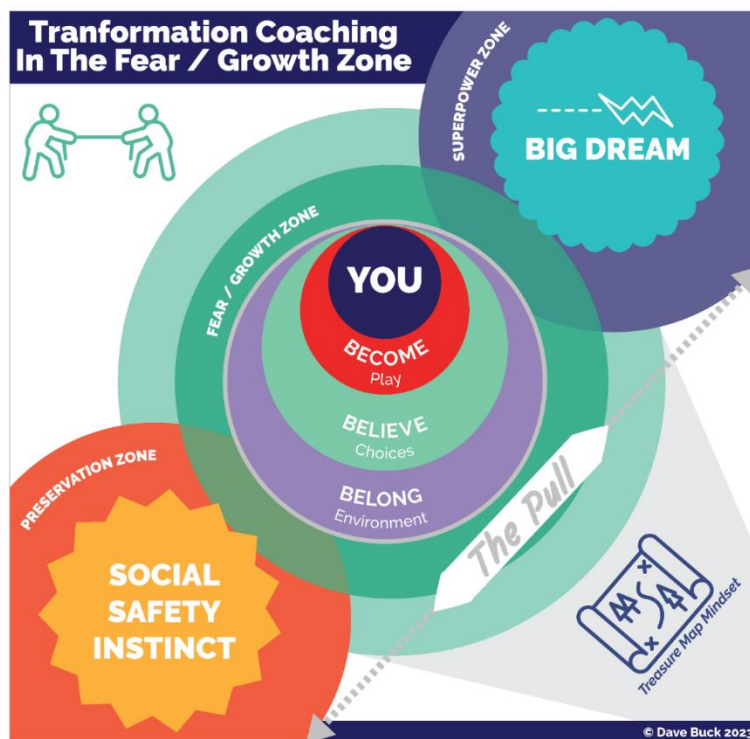 Tranformation Coaching
In The Fear / Growth Zone
SUPERPOWER ZONE
BIG DREAM
FEAR / GROWTH ZONE
YOU
BECOME
Play
BELIEVE
Choices
BELONG
Environment
The Pull
PRESERVATION ZONE
SOCIAL
SAFETY
INSTINCT
Treasure Map Mindset
© Dave Buck 2023